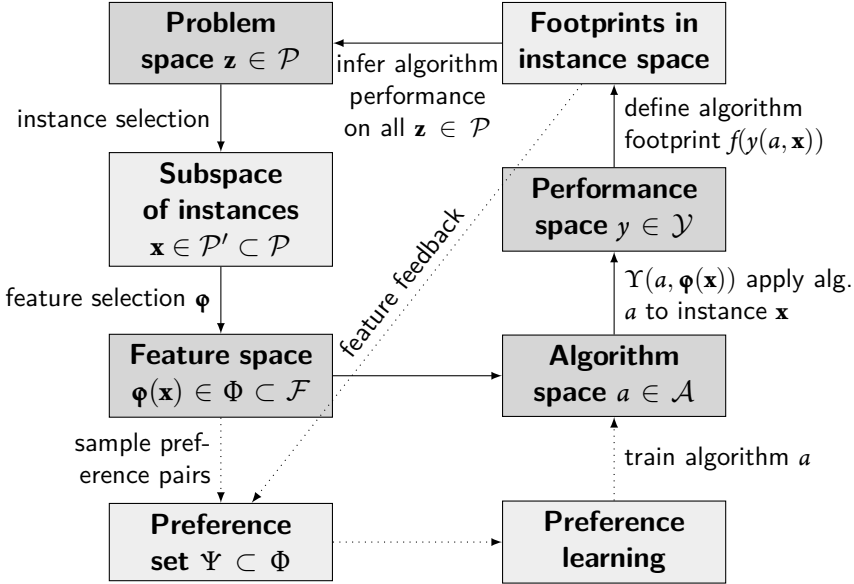 Problem
space z ∈ 𝒫
Footprints in
instance space
infer algorithm
performance
on all z ∈ 𝒫
instance selection
define algorithm
footprint f(y(a, x))
Subspace
of instances
x ∈ 𝒫′ ⊂ 𝒫
Performance
space y ∈ 𝒴
feature feedback
feature selection φ
Υ(a, φ(x)) apply alg.
a to instance x
Feature space
φ(x) ∈ Φ ⊂ ℱ
Algorithm
space a ∈ 𝒜
sample pref-
erence pairs
train algorithm a
Preference
set Ψ ⊂ Φ
Preference
learning